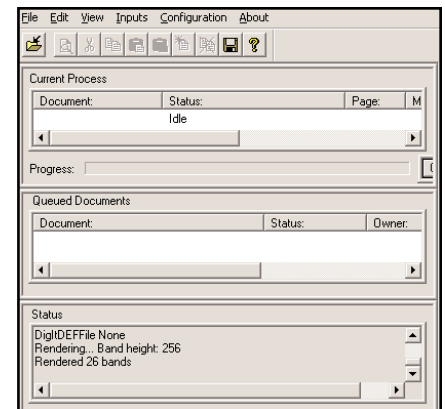 File Edit View Inputs Configuration About
Current Process
Document: Status: Page: M
Idle
Progress:
Queued Documents
Document: Status: Owner:
Status
DigItDEFFile None
Rendering... Band height: 256
Rendered 26 bands